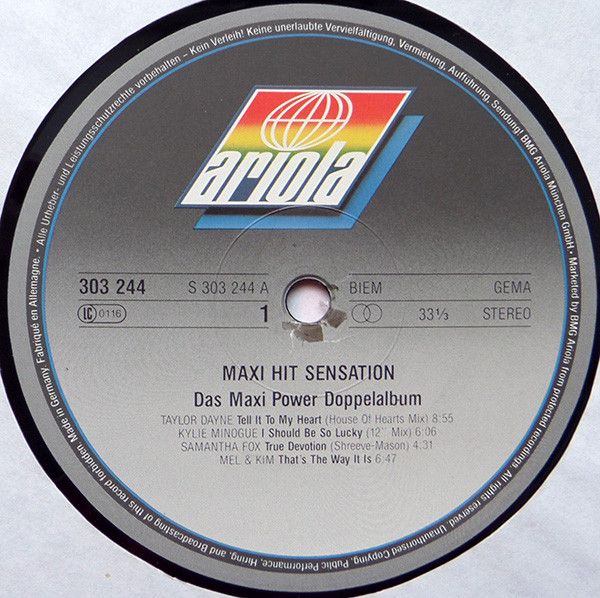 • Alle Urheber- und Leistungsschutzrechte vorbehalten – Kein Verleih! Keine unerlaubte Vervielfältigung, Vermietung, Aufführung, Sendung! BMG Ariola München GmbH • Marketed by BMG Ariola
ariola
303 244 S 303 244 A BIEM GEMA
LC 0116 1 33⅓ STEREO
MAXI HIT SENSATION
Das Maxi Power Doppelalbum
TAYLOR DAYNE Tell It To My Heart (House Of Hearts Mix) 8:55
KYLIE MINOGUE I Should Be So Lucky (12" Mix) 6:06
SAMANTHA FOX True Devotion (Shreeve-Mason) 4:31
MEL & KIM That's The Way It Is 6:47
from protected recordings. All rights reserved. Unauthorised Copying, Public Performance, Hiring, and Broadcasting of this record forbidden. Made in Germany. Fabriqué en Allemagne.